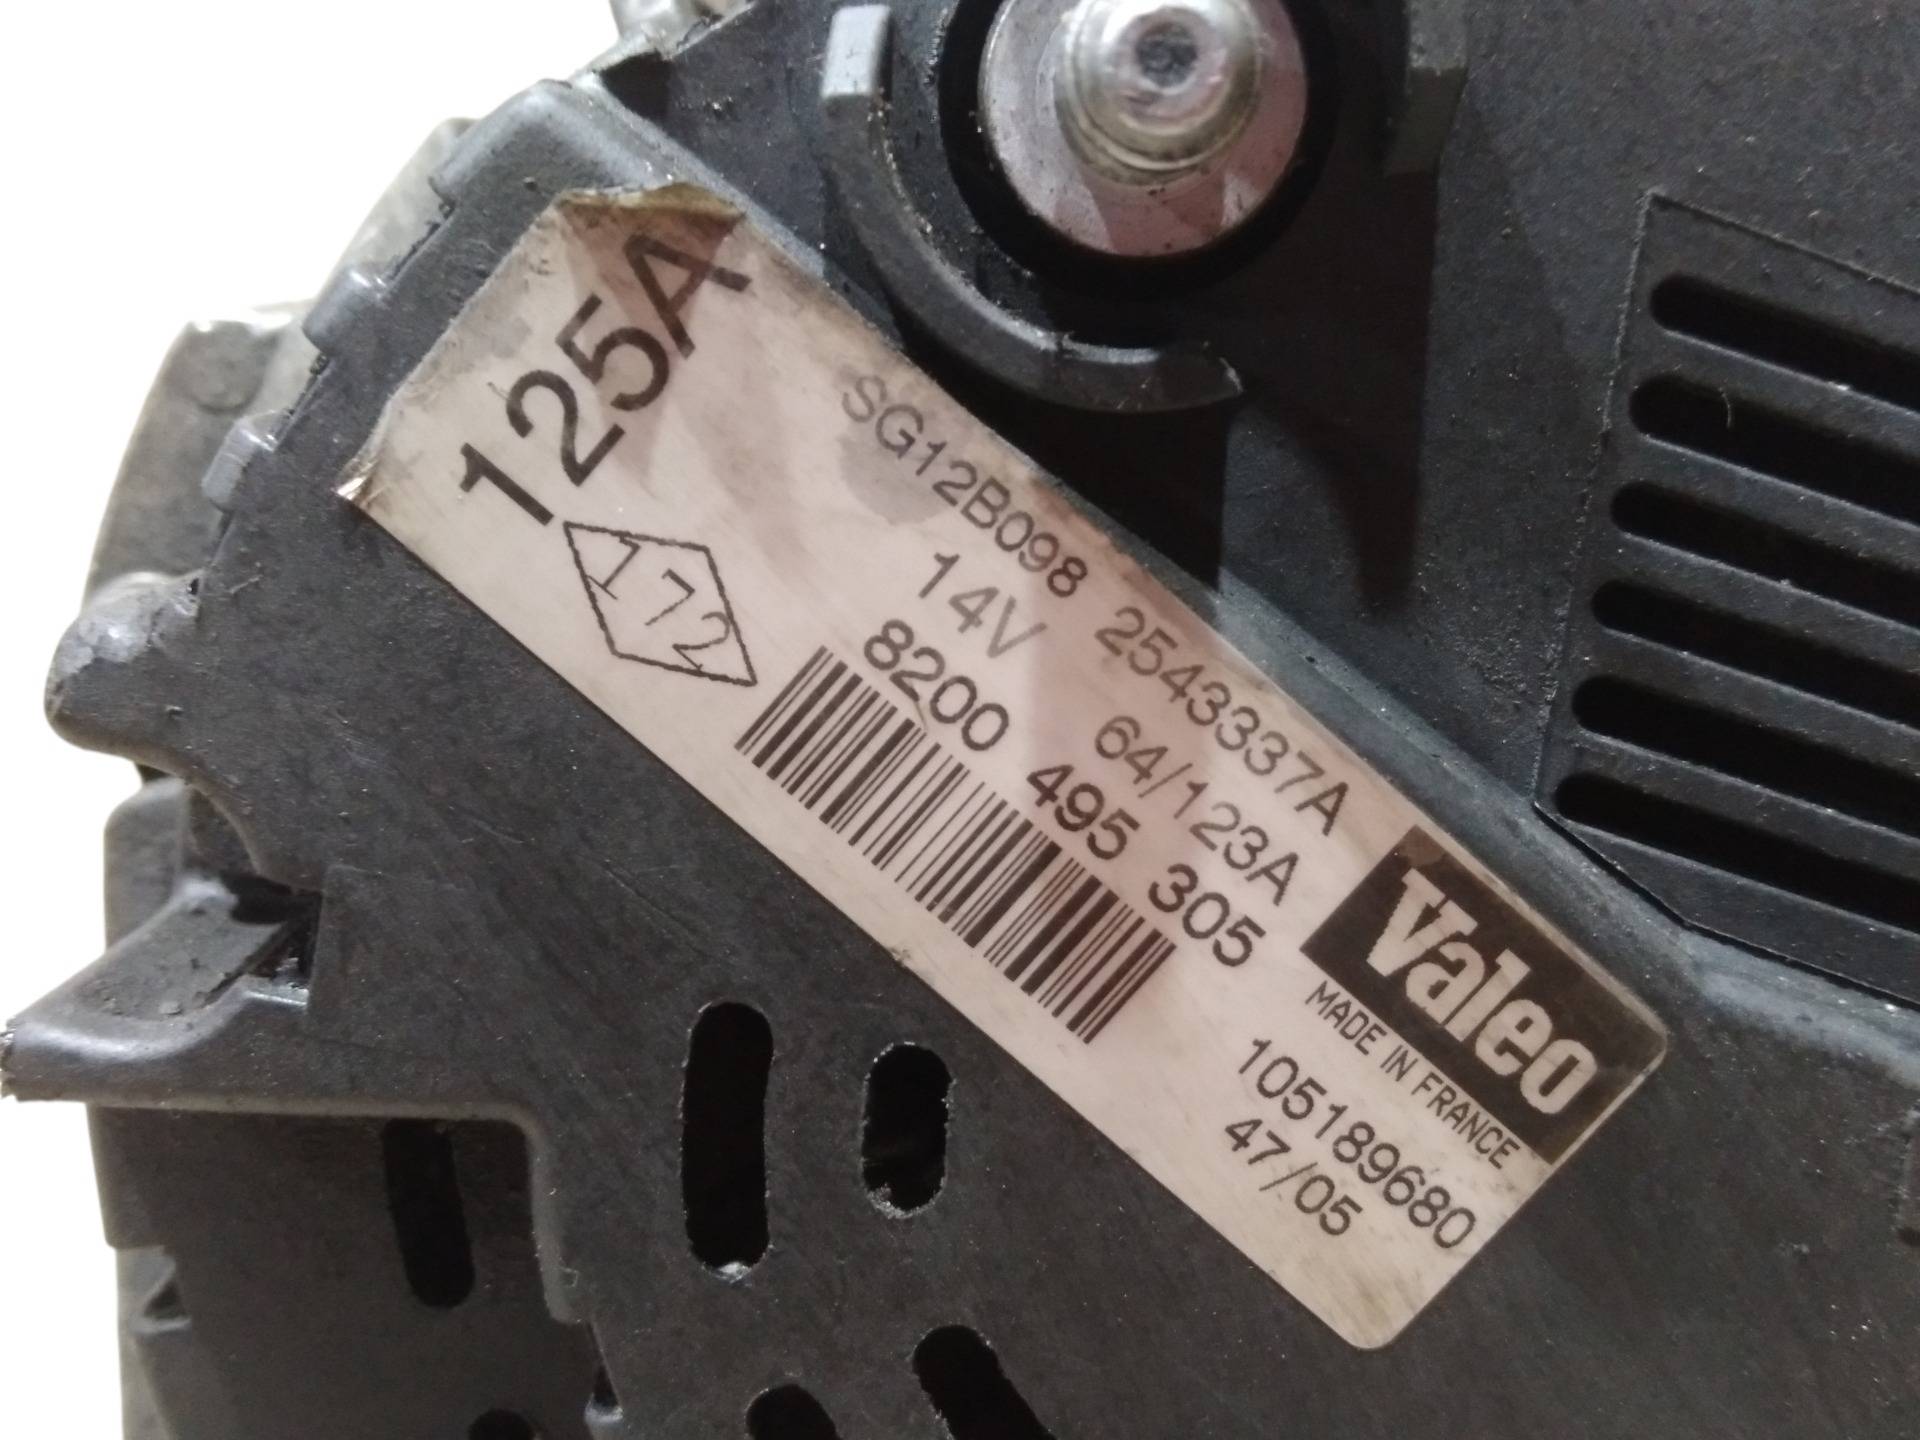 125A
172
SG12B098 2543337A
14V 64/123A
8200 495 305
Valeo
MADE IN FRANCE
105189680
47/05